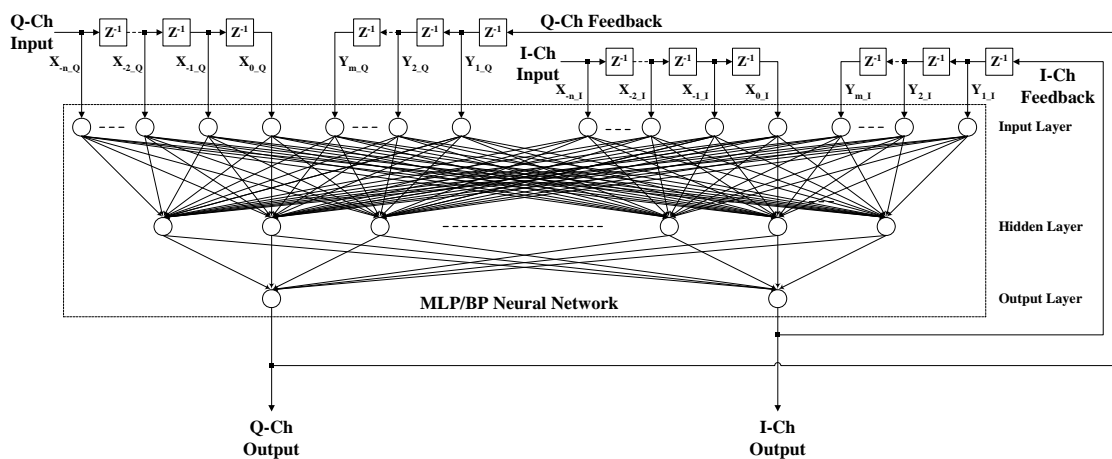 Q-Ch
Input
Z-1
Z-1
Z-1
Z-1
Z-1
Z-1
Q-Ch Feedback
X-n_Q
X-2_Q
X-1_Q
X0_Q
Ym_Q
Y2_Q
Y1_Q
I-Ch
Input
Z-1
Z-1
Z-1
Z-1
Z-1
Z-1
I-Ch
Feedback
X-n_I
X-2_I
X-1_I
X0_I
Ym_I
Y2_I
Y1_I
Input Layer
Hidden Layer
Output Layer
MLP/BP Neural Network
Q-Ch
Output
I-Ch
Output